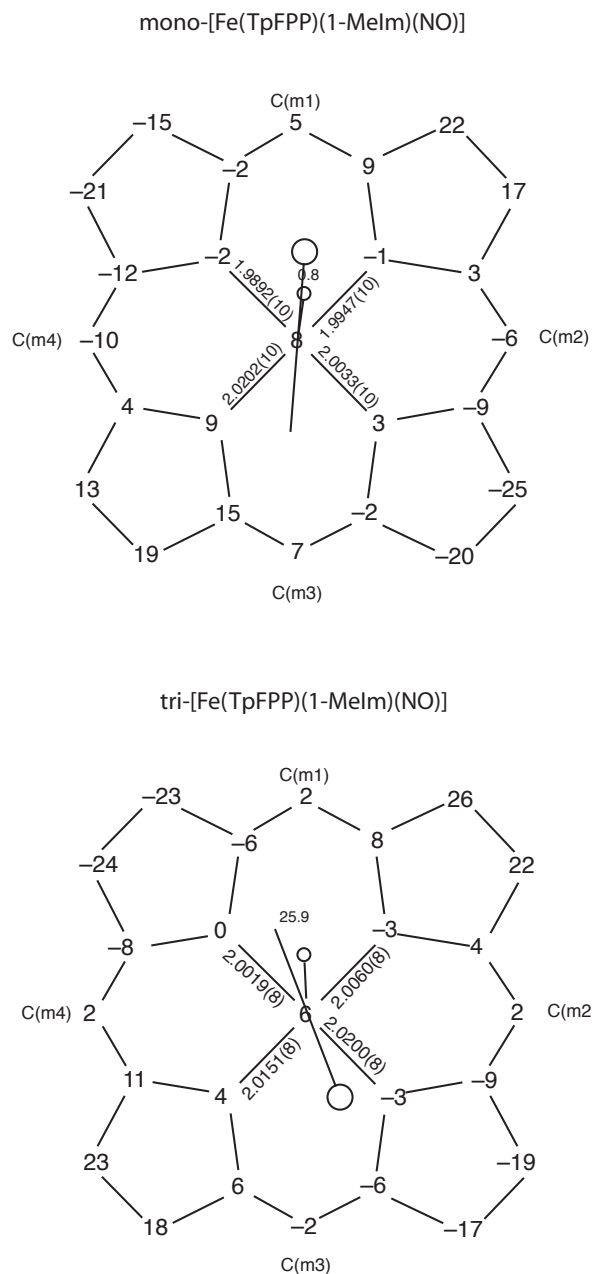 mono-[Fe(TpFPP)(1-MeIm)(NO)]
C(m1)
–15 5 22
–2 9
–21 17
–2 –1
–12 0.8 3
1.9892(10) 1.9947(10)
C(m4) –10 8 –6 C(m2)
2.0202(10) 2.0033(10)
4 9 3 –9
13 –25
15 –2
19 7 –20
C(m3)
tri-[Fe(TpFPP)(1-MeIm)(NO)]
C(m1)
–23 2 26
–6 8
–24 22
25.9
0 –3
–8 4
2.0019(8) 2.0060(8)
C(m4) 2 6 2 C(m2
2.0151(8) 2.0200(8)
11 4 –3 –9
23 –19
6 –6
18 –2 –17
C(m3)